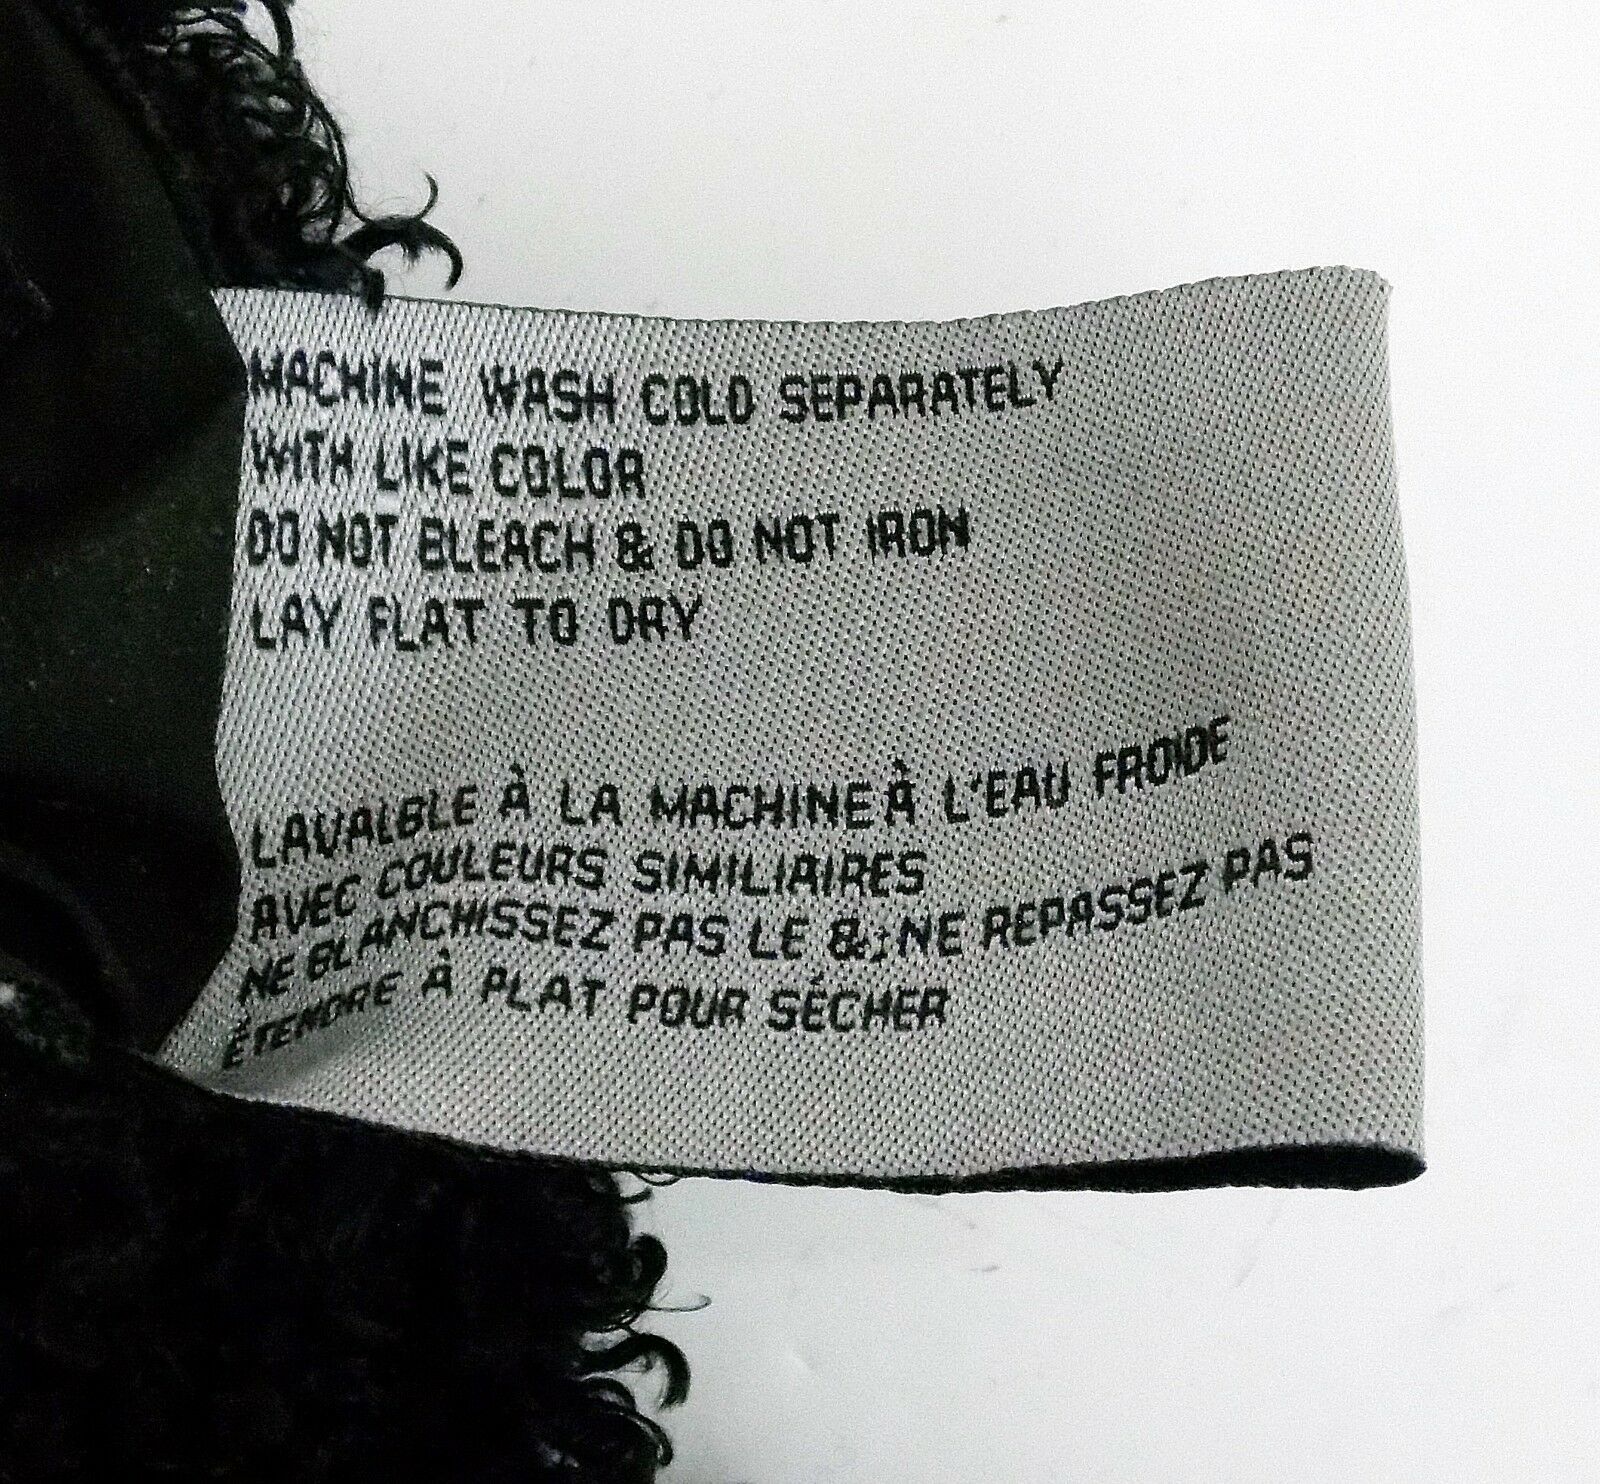 MACHINE WASH COLD SEPARATELY
WITH LIKE COLOR
DO NOT BLEACH & DO NOT IRON
LAY FLAT TO DRY
LAVALBLE À LA MACHINE À L'EAU FROIDE
AVEC COULEURS SIMILIAIRES
NE BLANCHISSEZ PAS LE &; NE REPASSEZ PAS
ÉTENDRE À PLAT POUR SÉCHER